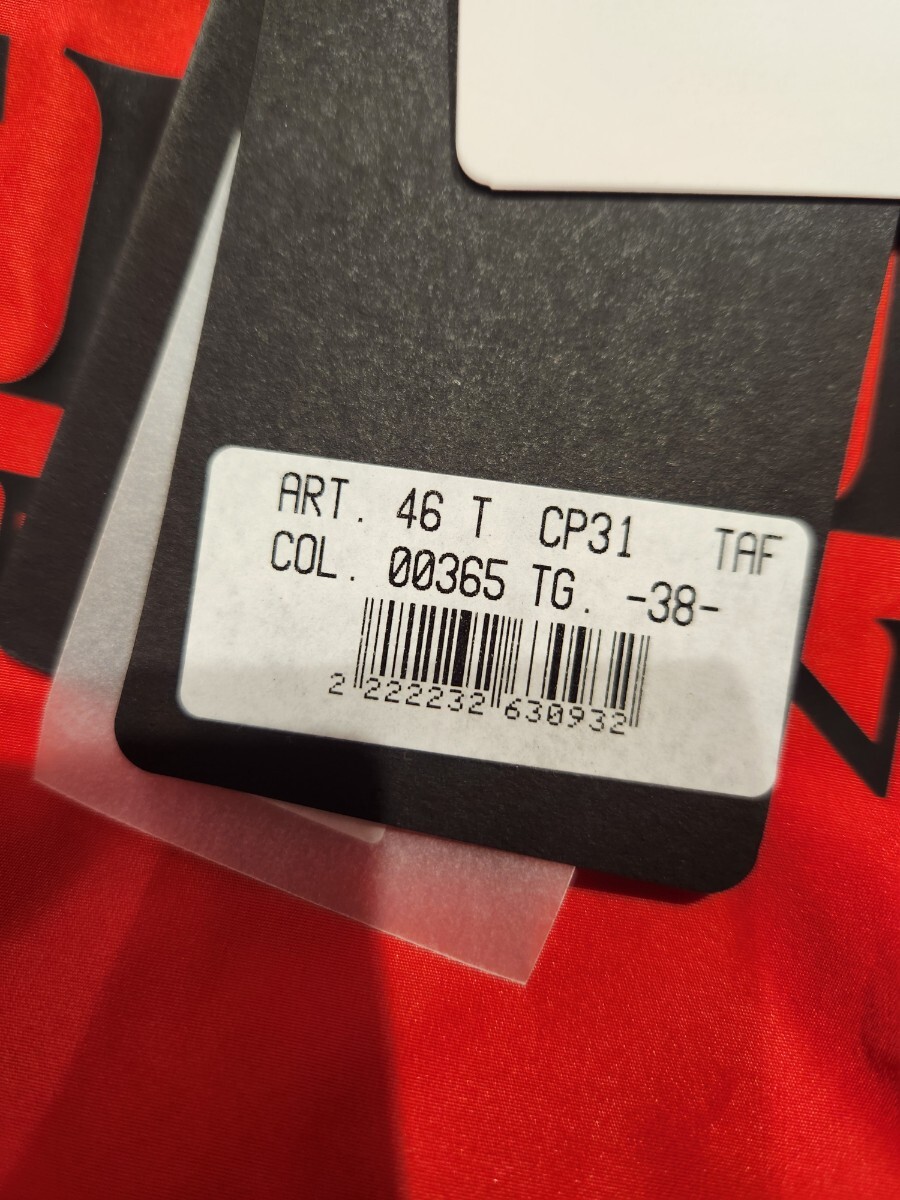 ART. 46 T CP31 TAF
COL. 00365 TG. -38-
2 222232 630932